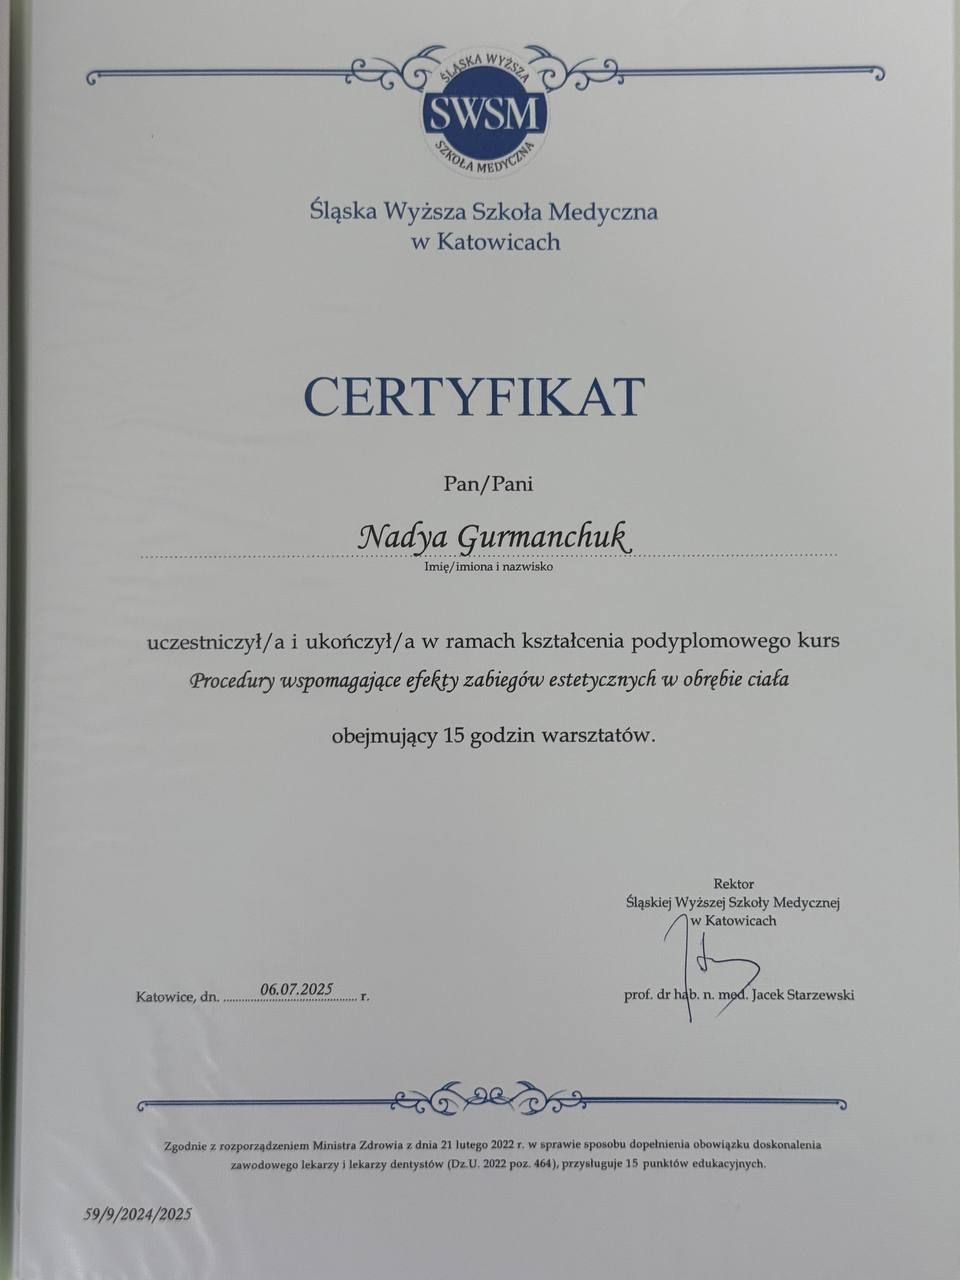 ŚLĄSKA WYŻSZA
SWSM
SZKOŁA MEDYCZNA
Śląska Wyższa Szkoła Medyczna
w Katowicach
CERTYFIKAT
Pan/Pani
Nadya Gurmanchuk
Imię/imiona i nazwisko
uczestniczył/a i ukończył/a w ramach kształcenia podyplomowego kurs
Procedury wspomagające efekty zabiegów estetycznych w obrębie ciała
obejmujący 15 godzin warsztatów.
Rektor
Śląskiej Wyższej Szkoły Medycznej
w Katowicach
prof. dr hab. n. med. Jacek Starzewski
Katowice, dn. 06.07.2025 r.
Zgodnie z rozporządzeniem Ministra Zdrowia z dnia 21 lutego 2022 r. w sprawie sposobu dopełnienia obowiązku doskonalenia
zawodowego lekarzy i lekarzy dentystów (Dz.U. 2022 poz. 464), przysługuje 15 punktów edukacyjnych.
59/9/2024/2025